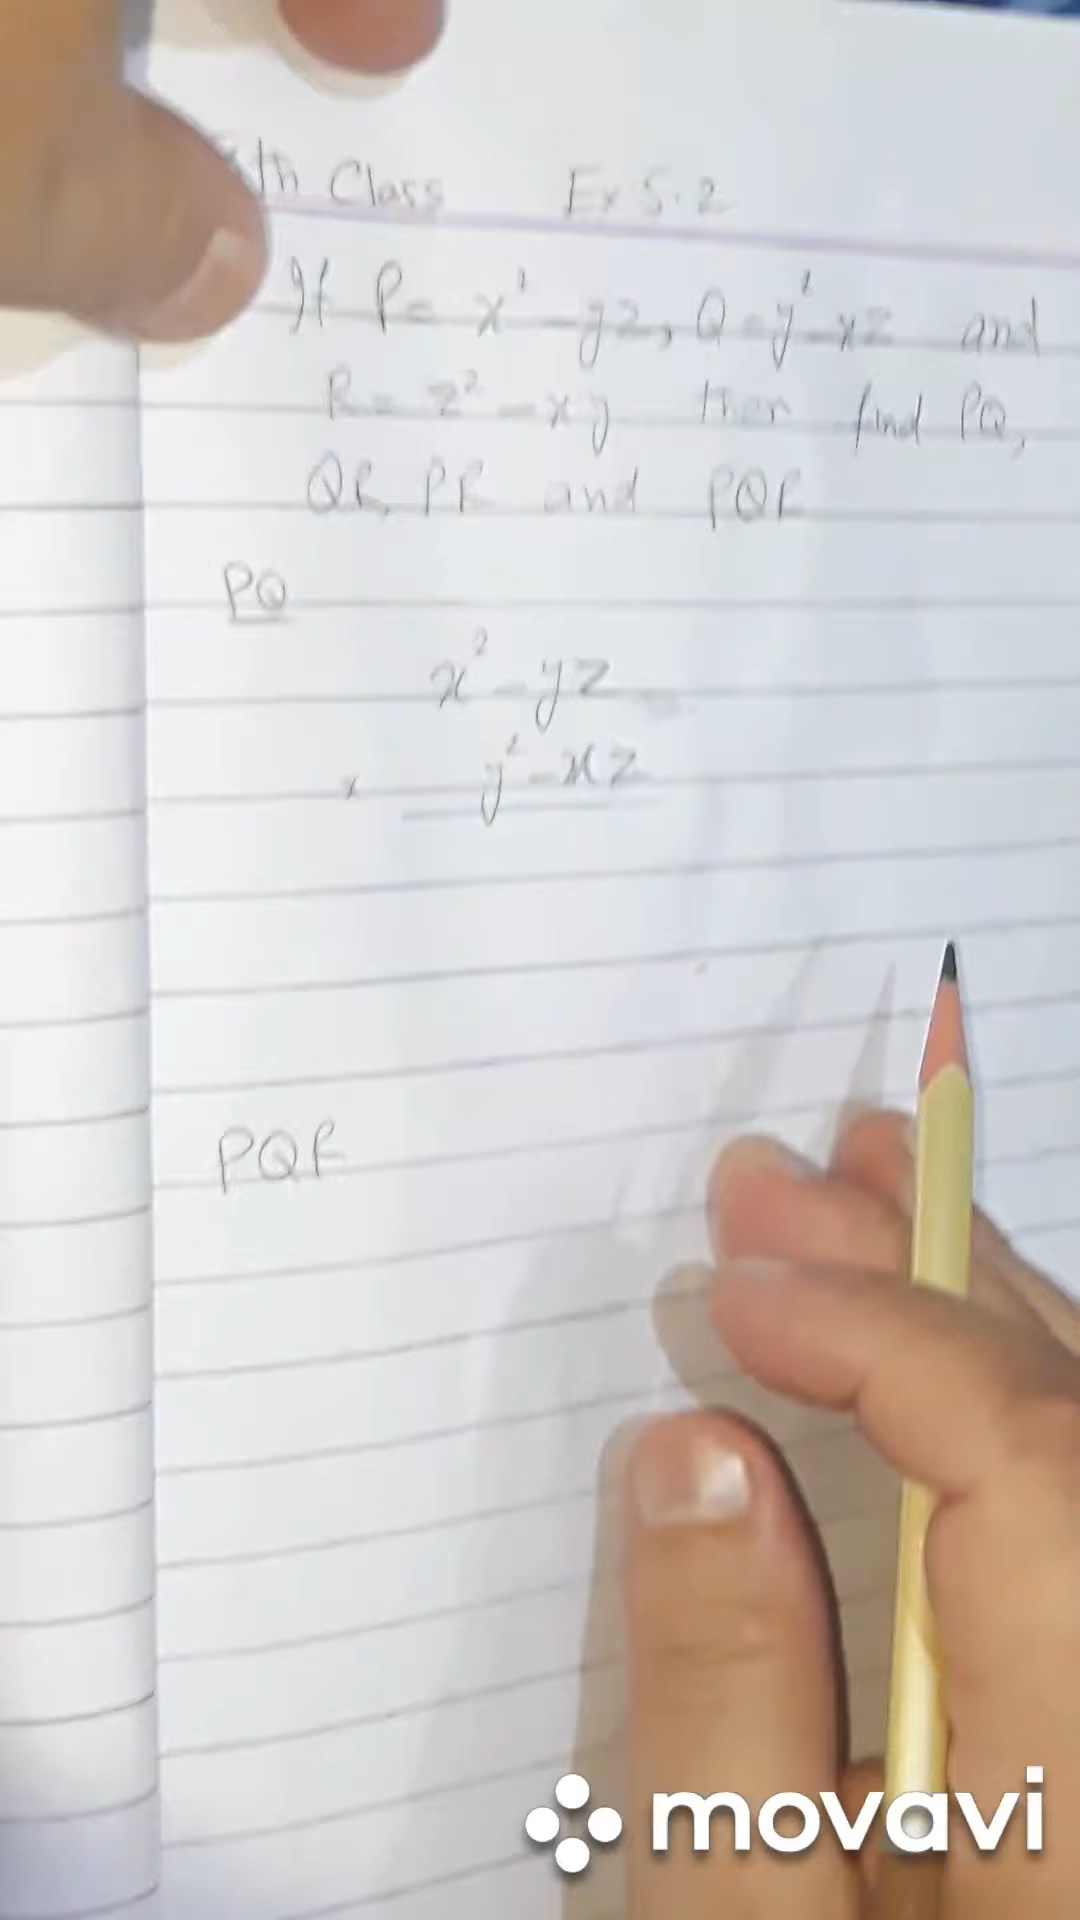 th Class Ex 5.2
If P = x² - yz, Q = y² - xz and
R = z² - xy then find PQ,
QR, PR and PQR
PQ
x² - yz
× y² - xz
PQR
movavi